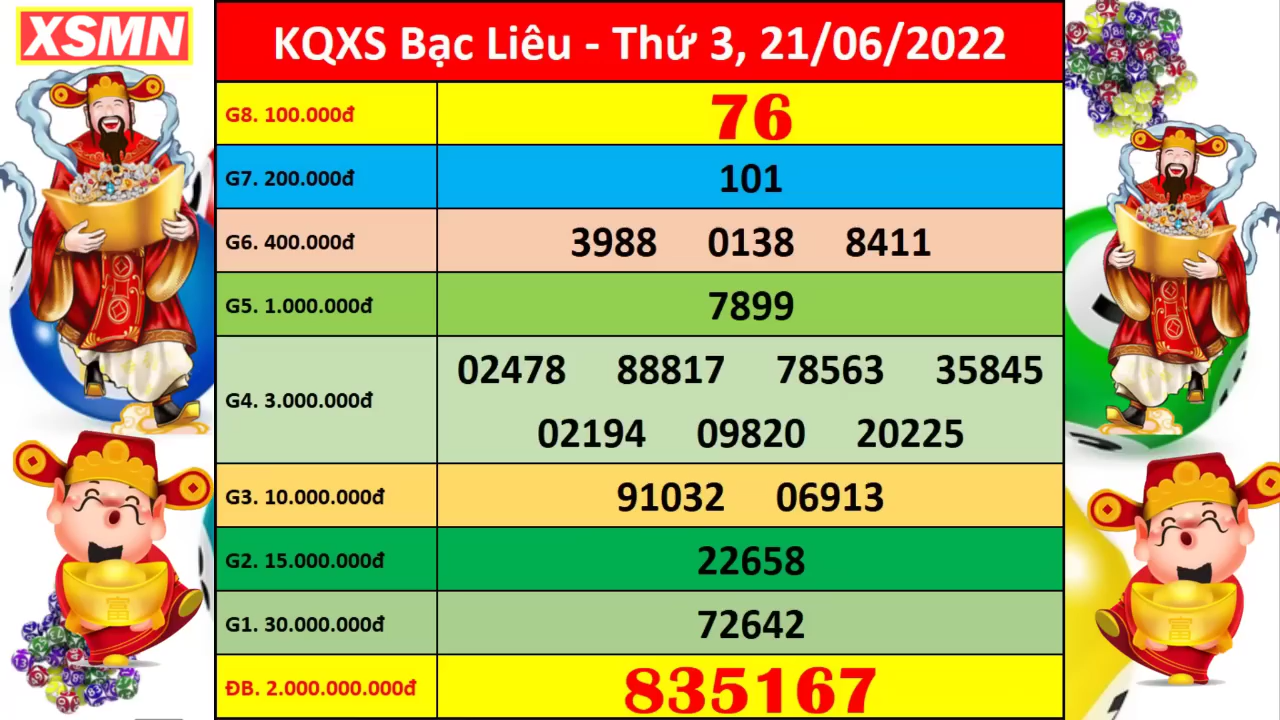 XSMN
KQXS Bạc Liêu - Thứ 3, 21/06/2022
G8. 100.000đ 76
G7. 200.000đ 101
G6. 400.000đ 3988 0138 8411
G5. 1.000.000đ 7899
G4. 3.000.000đ 02478 88817 78563 35845
02194 09820 20225
G3. 10.000.000đ 91032 06913
G2. 15.000.000đ 22658
G1. 30.000.000đ 72642
ĐB. 2.000.000.000đ 835167
富
富